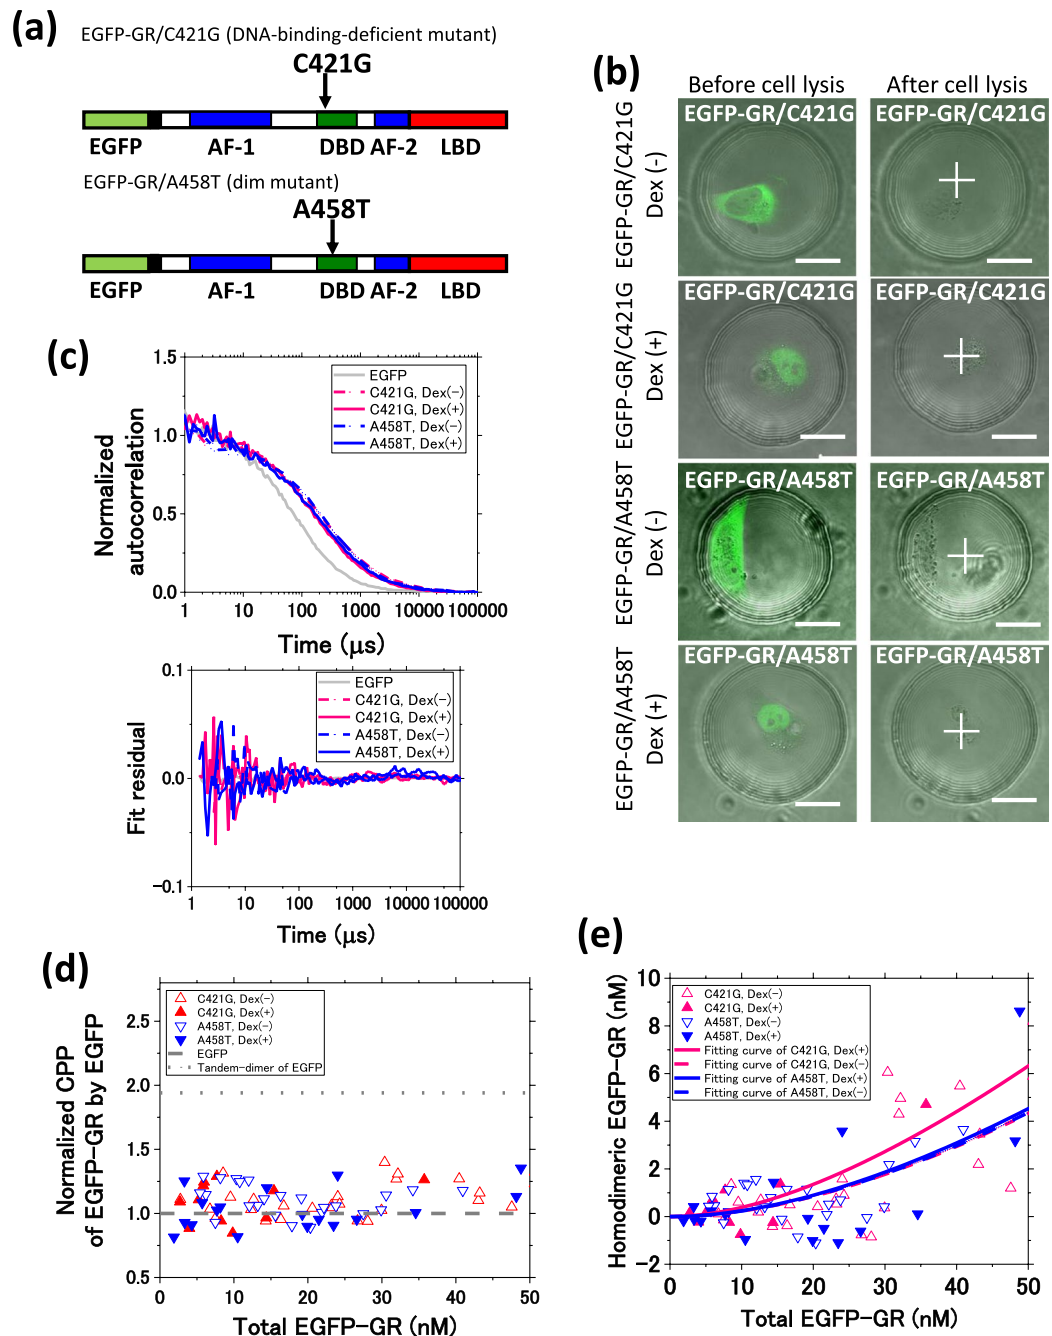 (a)
EGFP-GR/C421G (DNA-binding-deficient mutant)
C421G
EGFP AF-1 DBD AF-2 LBD
EGFP-GR/A458T (dim mutant)
A458T
EGFP AF-1 DBD AF-2 LBD
(b)
Before cell lysis After cell lysis
EGFP-GR/C421G
Dex (-)
EGFP-GR/C421G EGFP-GR/C421G
EGFP-GR/C421G
Dex (+)
EGFP-GR/C421G EGFP-GR/C421G
EGFP-GR/A458T
Dex (-)
EGFP-GR/A458T EGFP-GR/A458T
EGFP-GR/A458T
Dex (+)
EGFP-GR/A458T EGFP-GR/A458T
(c)
Normalized
autocorrelation
1.5
1.0
0.5
0.0
EGFP
C421G, Dex(−)
C421G, Dex(+)
A458T, Dex(−)
A458T, Dex(+)
1 10 100 1000 10000 100000
Time (μs)
Fit residual
0.1
0.0
−0.1
EGFP
C421G, Dex(−)
C421G, Dex(+)
A458T, Dex(−)
A458T, Dex(+)
1 10 100 1000 10000 100000
Time (μs)
(d)
Normalized CPP
of EGFP−GR by EGFP
2.5
2.0
1.5
1.0
0.5
C421G, Dex(−)
C421G, Dex(+)
A458T, Dex(−)
A458T, Dex(+)
EGFP
Tandem−dimer of EGFP
0 10 20 30 40 50
Total EGFP−GR (nM)
(e)
Homodimeric EGFP−GR (nM)
10
8
6
4
2
0
−2
C421G, Dex(−)
C421G, Dex(+)
A458T, Dex(−)
A458T, Dex(+)
Fitting curve of C421G, Dex(+)
Fitting curve of C421G, Dex(−)
Fitting curve of A458T, Dex(+)
Fitting curve of A458T, Dex(−)
0 10 20 30 40 50
Total EGFP−GR (nM)